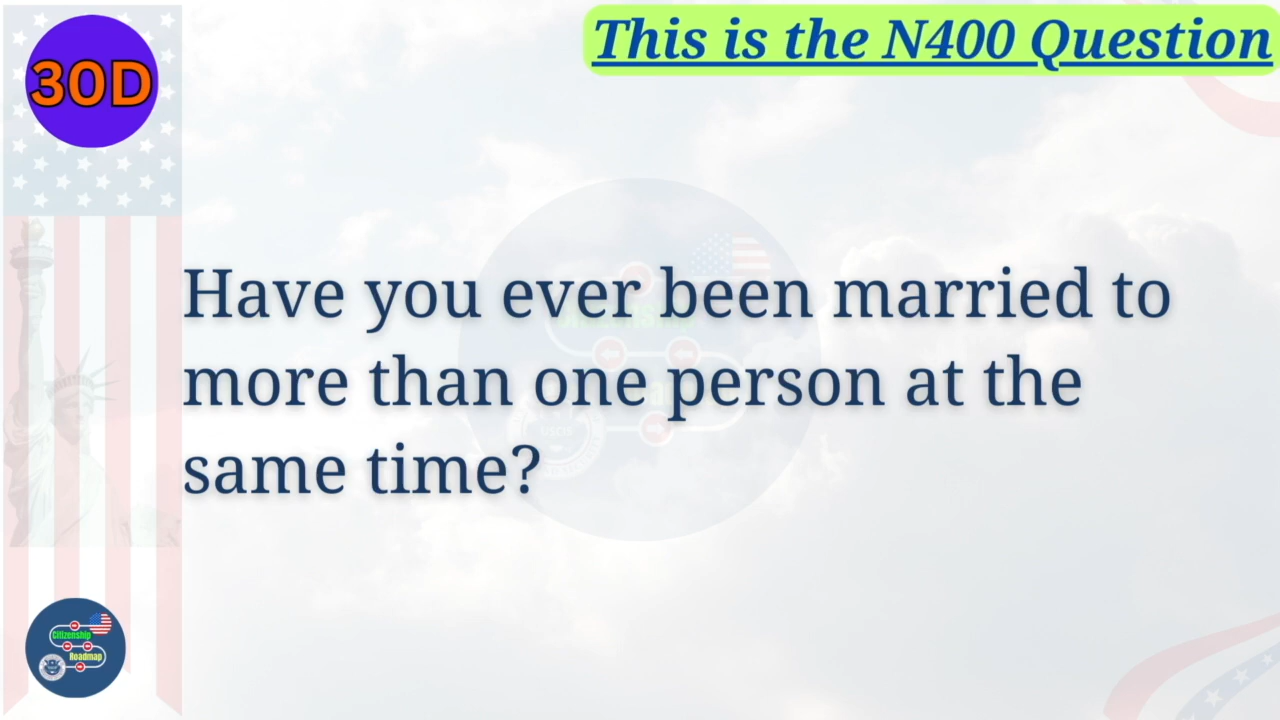 30D
This is the N400 Question
Have you ever been married to
more than one person at the
same time?
Citizenship
Roadmap